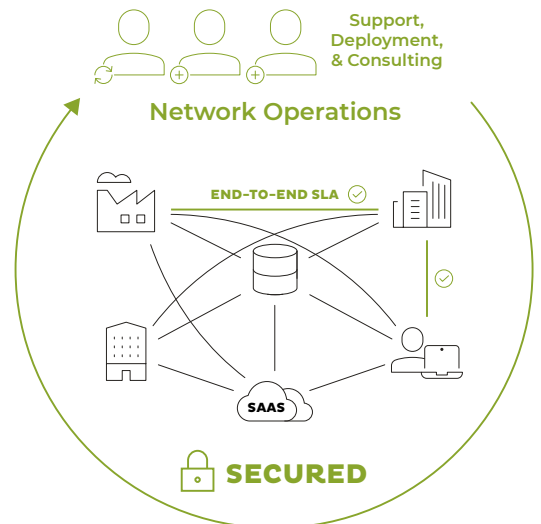 Support,
Deployment,
& Consulting
Network Operations
END-TO-END SLA
SAAS
SECURED